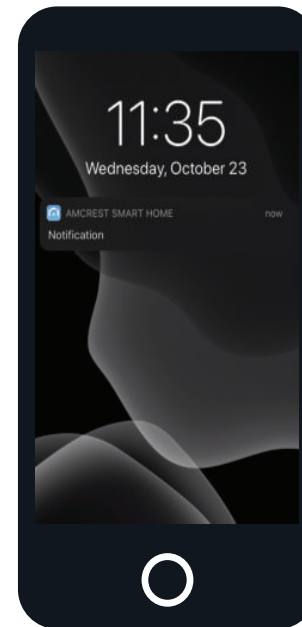 11:35
Wednesday, October 23
AMCREST SMART HOME now
Notification